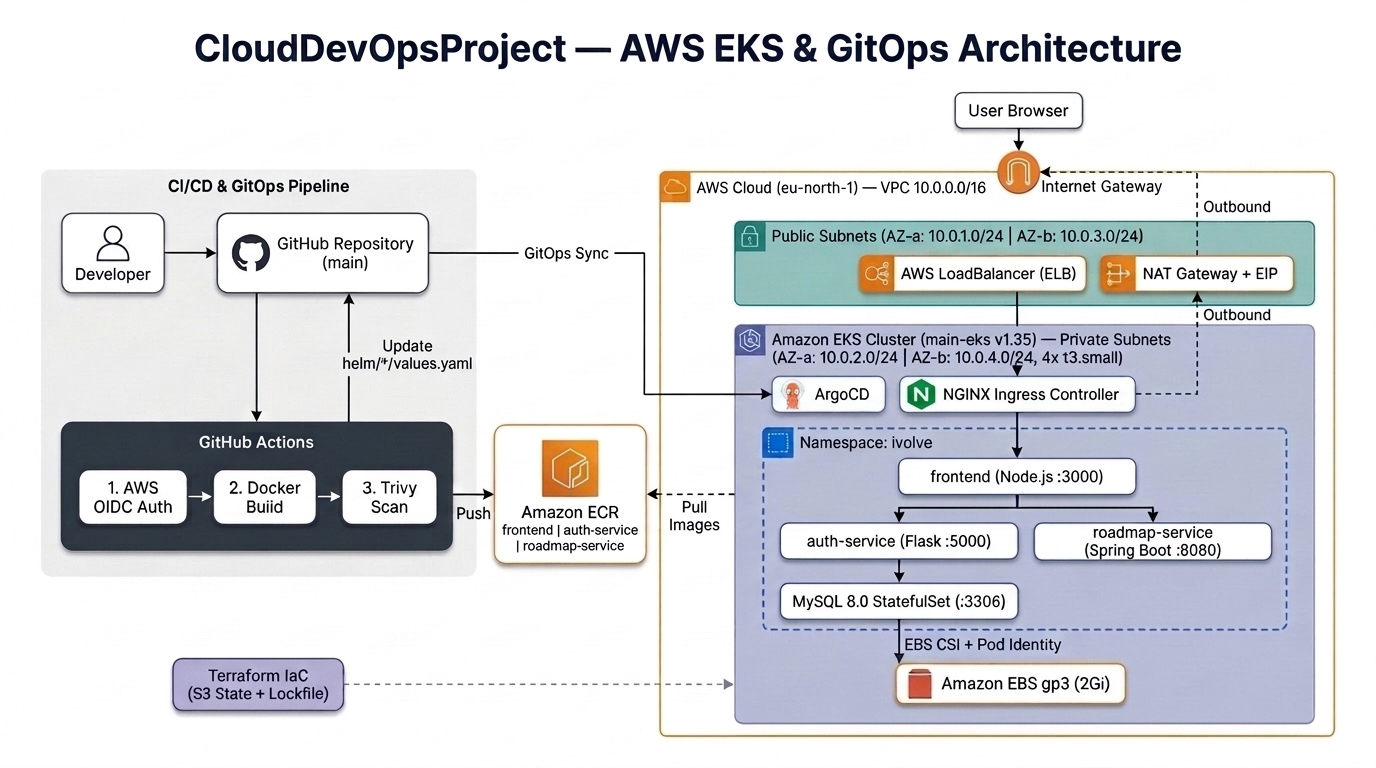 CloudDevOpsProject — AWS EKS & GitOps Architecture
User Browser
CI/CD & GitOps Pipeline
AWS Cloud (eu-north-1) — VPC 10.0.0.0/16
Internet Gateway
Outbound
Developer
GitHub Repository
(main)
GitOps Sync
Public Subnets (AZ-a: 10.0.1.0/24 | AZ-b: 10.0.3.0/24)
AWS LoadBalancer (ELB)
NAT Gateway + EIP
Outbound
Update
helm/*/values.yaml
Amazon EKS Cluster (main-eks v1.35) — Private Subnets
(AZ-a: 10.0.2.0/24 | AZ-b: 10.0.4.0/24, 4x t3.small)
ArgoCD
NGINX Ingress Controller
GitHub Actions
1. AWS
OIDC Auth
2. Docker
Build
3. Trivy
Scan
Push
Amazon ECR
frontend | auth-service
| roadmap-service
Pull
Images
Namespace: ivolve
frontend (Node.js :3000)
auth-service (Flask :5000)
roadmap-service
(Spring Boot :8080)
MySQL 8.0 StatefulSet (:3306)
EBS CSI + Pod Identity
Amazon EBS gp3 (2Gi)
Terraform IaC
(S3 State + Lockfile)